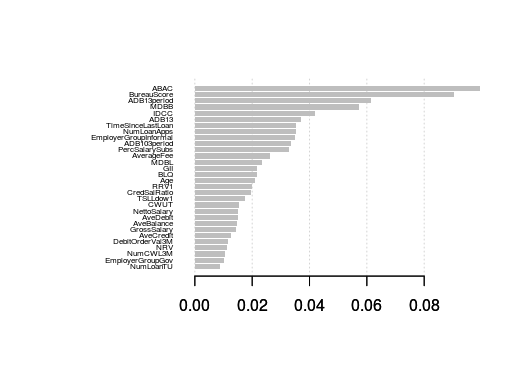 ABAC
BureauScore
ADB13period
MDBB
IDCC
ADB13
TimeSinceLastLoan
NumLoanApps
EmployerGroupInformal
ADB103period
PercSalarySubs
AverageFee
MDBL
GII
BLQ
Age
RRV1
CredSalRatio
TSLLdow1
CWUT
NettoSalary
AveDebit
AveBalance
GrossSalary
AveCredit
DebitOrderVal3M
NRV
NumCWL3M
EmployerGroupGov
NumLoanTU
0.00 0.02 0.04 0.06 0.08